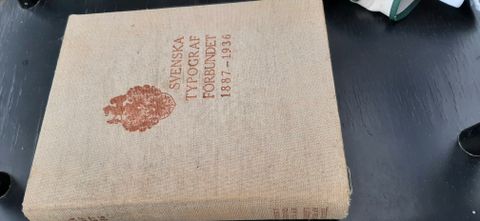 SVENSKA
TYPOGRAF
FÖRBUNDET
1887-1936